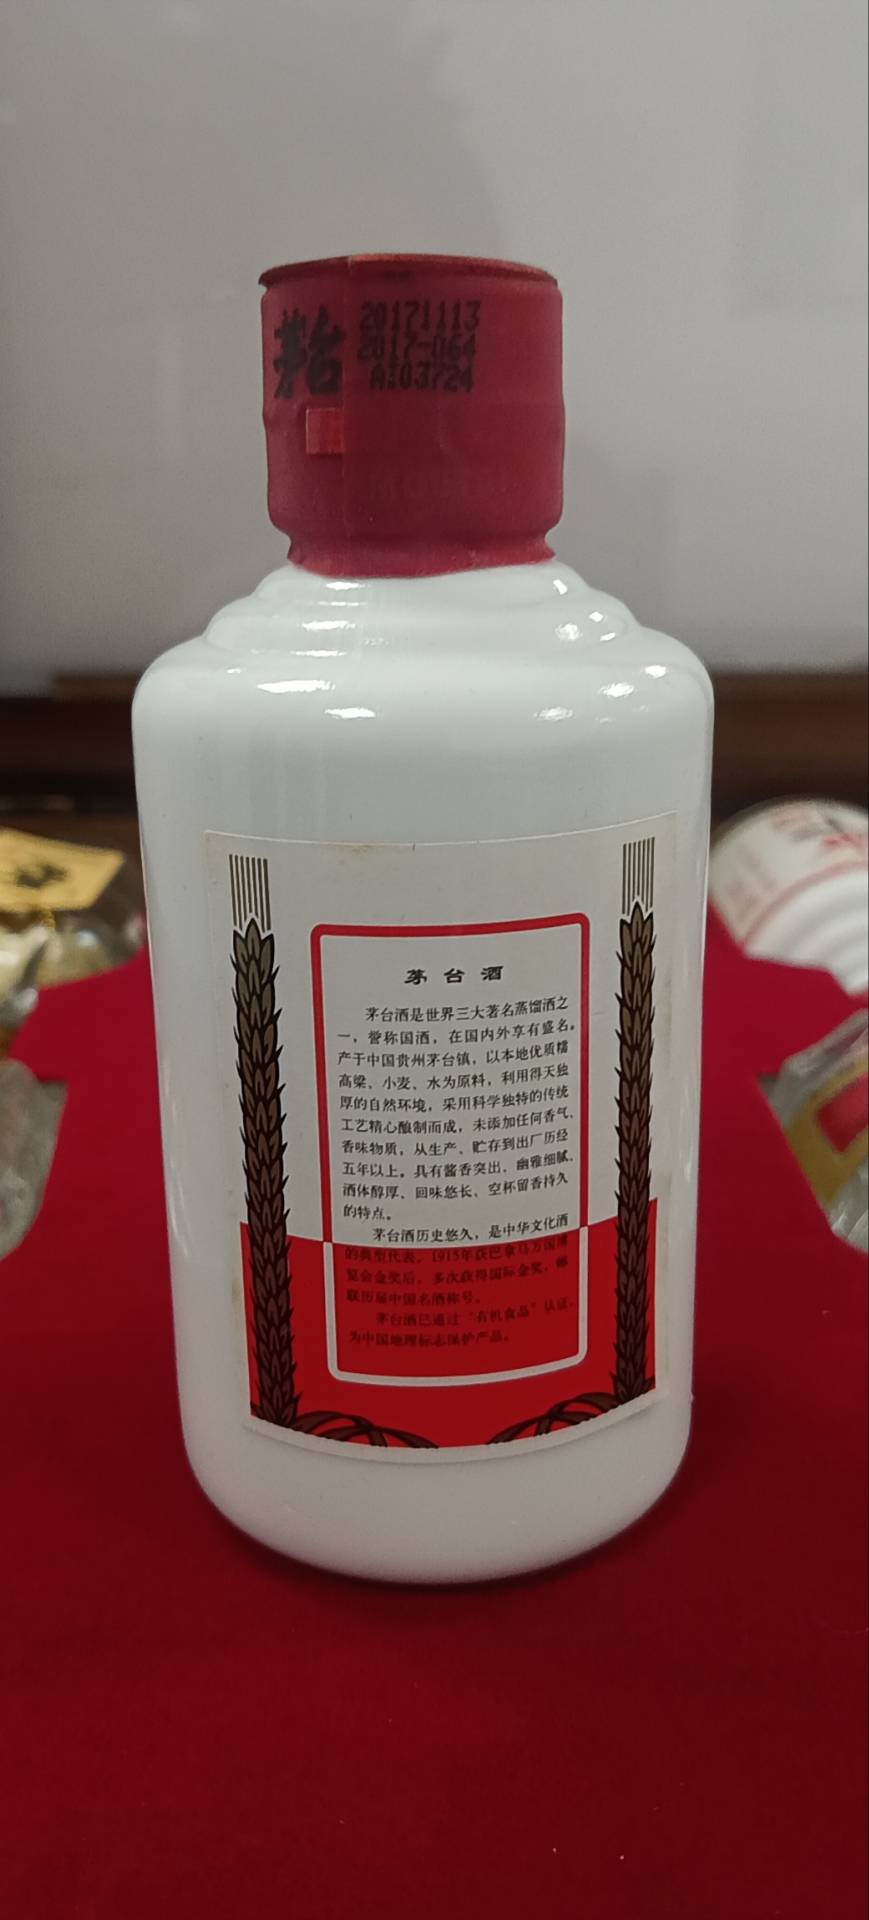 茅台
20171113
2017-064
AI03724
茅台酒
茅台酒是世界三大著名蒸馏酒之
一，誉称国酒，在国内外享有盛名。
产于中国贵州茅台镇，以本地优质糯
高粱、小麦、水为原料，利用得天独
厚的自然环境，采用科学独特的传统
工艺精心酿制而成，未添加任何香气、
香味物质，从生产、贮存到出厂历经
五年以上。具有酱香突出、幽雅细腻、
酒体醇厚、回味悠长、空杯留香持久
的特点。
茅台酒历史悠久，是中华文化酒
的典型代表。1915年获巴拿马万国博
览会金奖后，多次获得国际金奖，蝉
联历届中国名酒称号。
茅台酒已通过“有机食品”认证，
为中国地理标志保护产品。